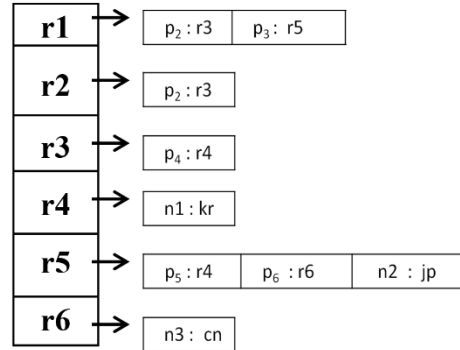 r1 p₂ : r3 p₃ : r5
r2 p₂ : r3
r3 p₄ : r4
r4 n1 : kr
r5 p₅ : r4 p₆ : r6 n2 : jp
r6 n3 : cn